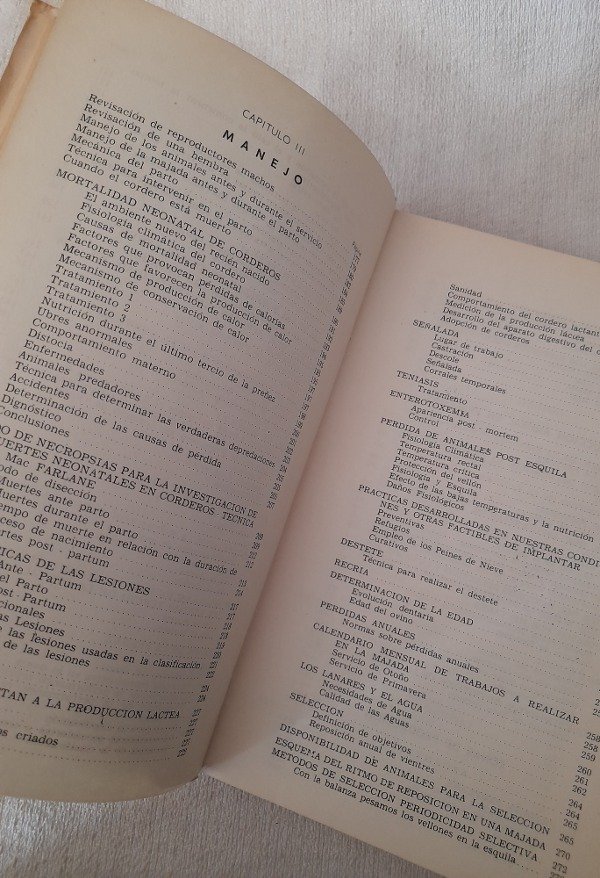 CAPITULO III
MANEJO
Revisación de reproductores machos
Revisación de una hembra
Manejo de los animales antes y durante el servicio
Manejo de la malada antes y durante el parto
Mecánica del parto
Técnica para intervenir en el parto
Cuando el cordero está muerto
MORTALIDAD NEONATAL DE CORDEROS
El ambiente nuevo del recién nacido
Fisiología climática del cordero
Causas de mortalidad neonatal
Factores que provocan pérdidas de calorías
Factores que favorecen la producción de calor
Mecanismo de producción de calor
Mecanismo de conservación de calor
Tratamiento 1
Tratamiento 2
Tratamiento 3
Nutrición durante el último tercio de la preñez
Ubres anormales
Comportamiento materno
Distocia
Enfermedades
Animales predadores
Técnica para determinar las verdaderas depredaciones
Accidentes
Determinación de las causas de pérdida
Diagnóstico
Conclusiones
DO DE NECROPSIAS PARA LA INVESTIGACION DE
MUERTES NEONATALES EN CORDEROS TECNICA
Mac FARLANE
odo de disección
Muertes ante parto
Muertes durante el parto
empo de muerte en relación con la duración de
ceso de nacimiento
rtes post - partum
ICAS DE LAS LESIONES
Ante - Partum
el Parto
ost - Partum
cionales
as Lesiones
las lesiones usadas en la clasificación
de las lesiones
CTAN A LA PRODUCCION LACTEA
os criados
Sanidad
Comportamiento del cordero lactant
Medición de la producción láctea
Desarrollo del aparato digestivo del c
Adopción de corderos
SEÑALADA
Lugar de trabajo
Castración
Descole
Señalada
Corrales temporales
TENIASIS
Tratamiento
ENTEROTOXEMIA
Apariencia post - mortem
Control
PERDIDA DE ANIMALES POST ESQUILA
Fisiología Climática
Temperatura rectal
Temperatura crítica
Protección del vellón
Fisiología y Esquila
Efecto de las bajas temperaturas y la nutrición
Daños Fisiológicos
PRACTICAS DESARROLLADAS EN NUESTRAS CONDI
NES Y OTRAS FACTIBLES DE IMPLANTAR
Preventivas
Refugios
Empleo de los Peines de Nieve
Curativos
DESTETE
Técnica para realizar el destete
RECRIA
DETERMINACION DE LA EDAD
Evolución dentaria
Edad del ovino
PERDIDAS ANUALES
Normas sobre pérdidas anuales
CALENDARIO MENSUAL DE TRABAJOS A REALIZAR
EN LA MAJADA
Servicio de Otoño
Servicio de Primavera
LOS LANARES Y EL AGUA
Necesidades de Agua
Calidad de las Aguas
SELECCION
Definición de objetivos
Reposición anual de vientres
DISPONIBILIDAD DE ANIMALES PARA LA SELECCION
ESQUEMA DEL RITMO DE REPOSICION EN UNA MAJADA
METODOS DE SELECCION PERIODICIDAD SELECTIVA
Con la balanza pesamos los vellones en la esquila